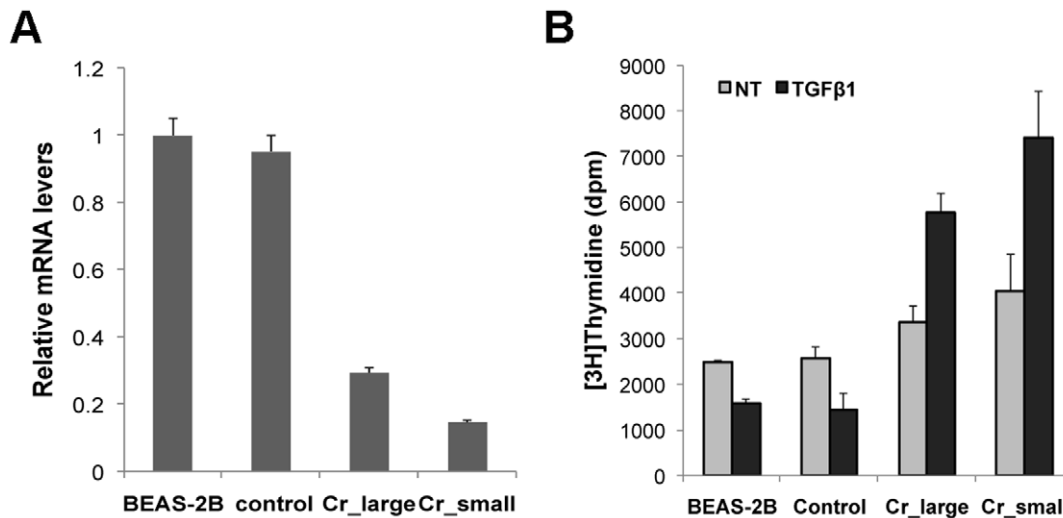 A
Relative mRNA levels
1.2
1
0.8
0.6
0.4
0.2
0
BEAS-2B control Cr_large Cr_small
B
[3H]Thymidine (dpm)
NT TGFβ1
9000
8000
7000
6000
5000
4000
3000
2000
1000
0
BEAS-2B Control Cr_large Cr_smal